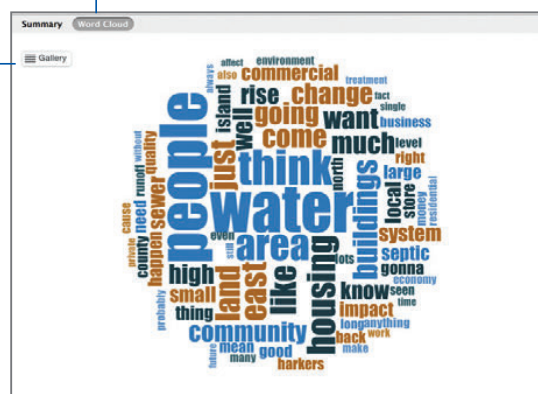 Summary Word Cloud
Gallery
affect environment
also commercial
always
treatment
island rise change fact
single
well going want business
come much level
people just think north right
without quality runoff
large
water buildings local store
money residential
cause need sewer
system
private county happen
even still area
septic
lots gonna
high land east like housing
economy
know seen
time
small impact
thing long anything
probably
community back work
future mean good make
many harkers